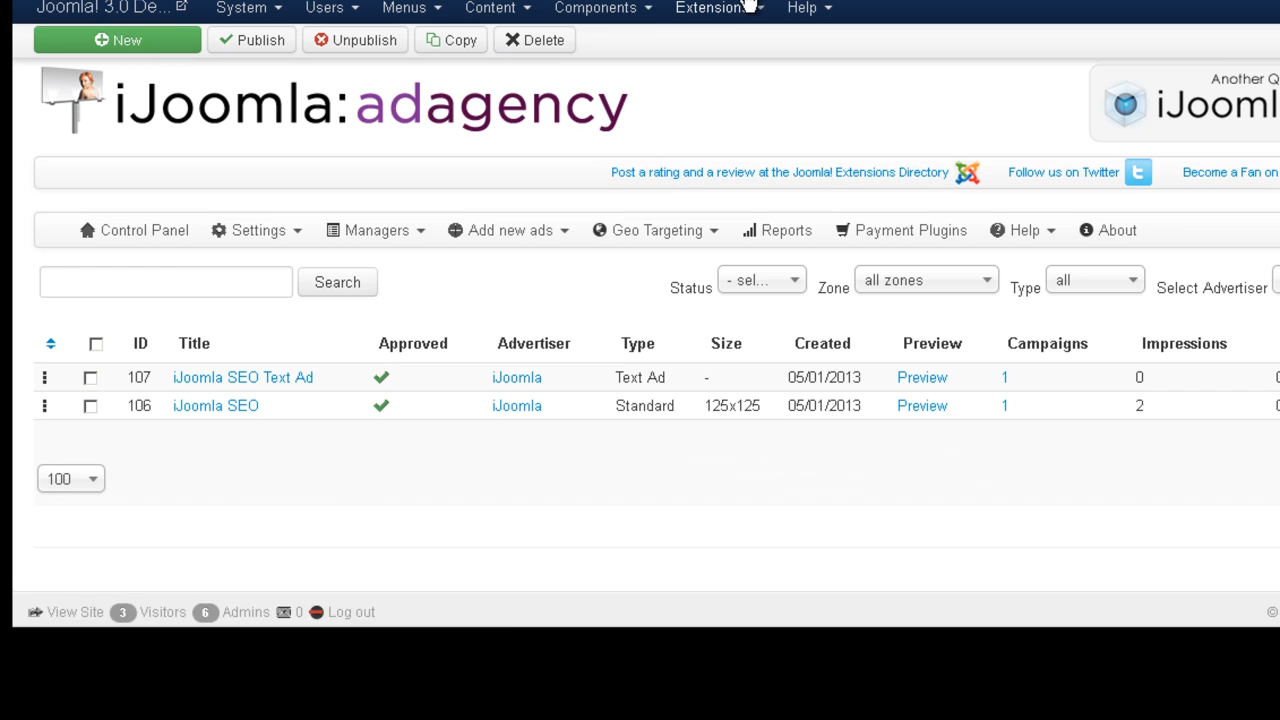 Joomla! 3.0 De... System Users Menus Content Components Extensions Help
New Publish Unpublish Copy Delete
iJoomla:adagency
Another Q
iJooml
Post a rating and a review at the Joomla! Extensions Directory Follow us on Twitter Become a Fan on
Control Panel Settings Managers Add new ads Geo Targeting Reports Payment Plugins Help About
Search Status - sel... Zone all zones Type all Select Advertiser
ID Title Approved Advertiser Type Size Created Preview Campaigns Impressions
107 iJoomla SEO Text Ad iJoomla Text Ad - 05/01/2013 Preview 1 0
106 iJoomla SEO iJoomla Standard 125x125 05/01/2013 Preview 1 2
100
View Site 3 Visitors 6 Admins 0 Log out ©